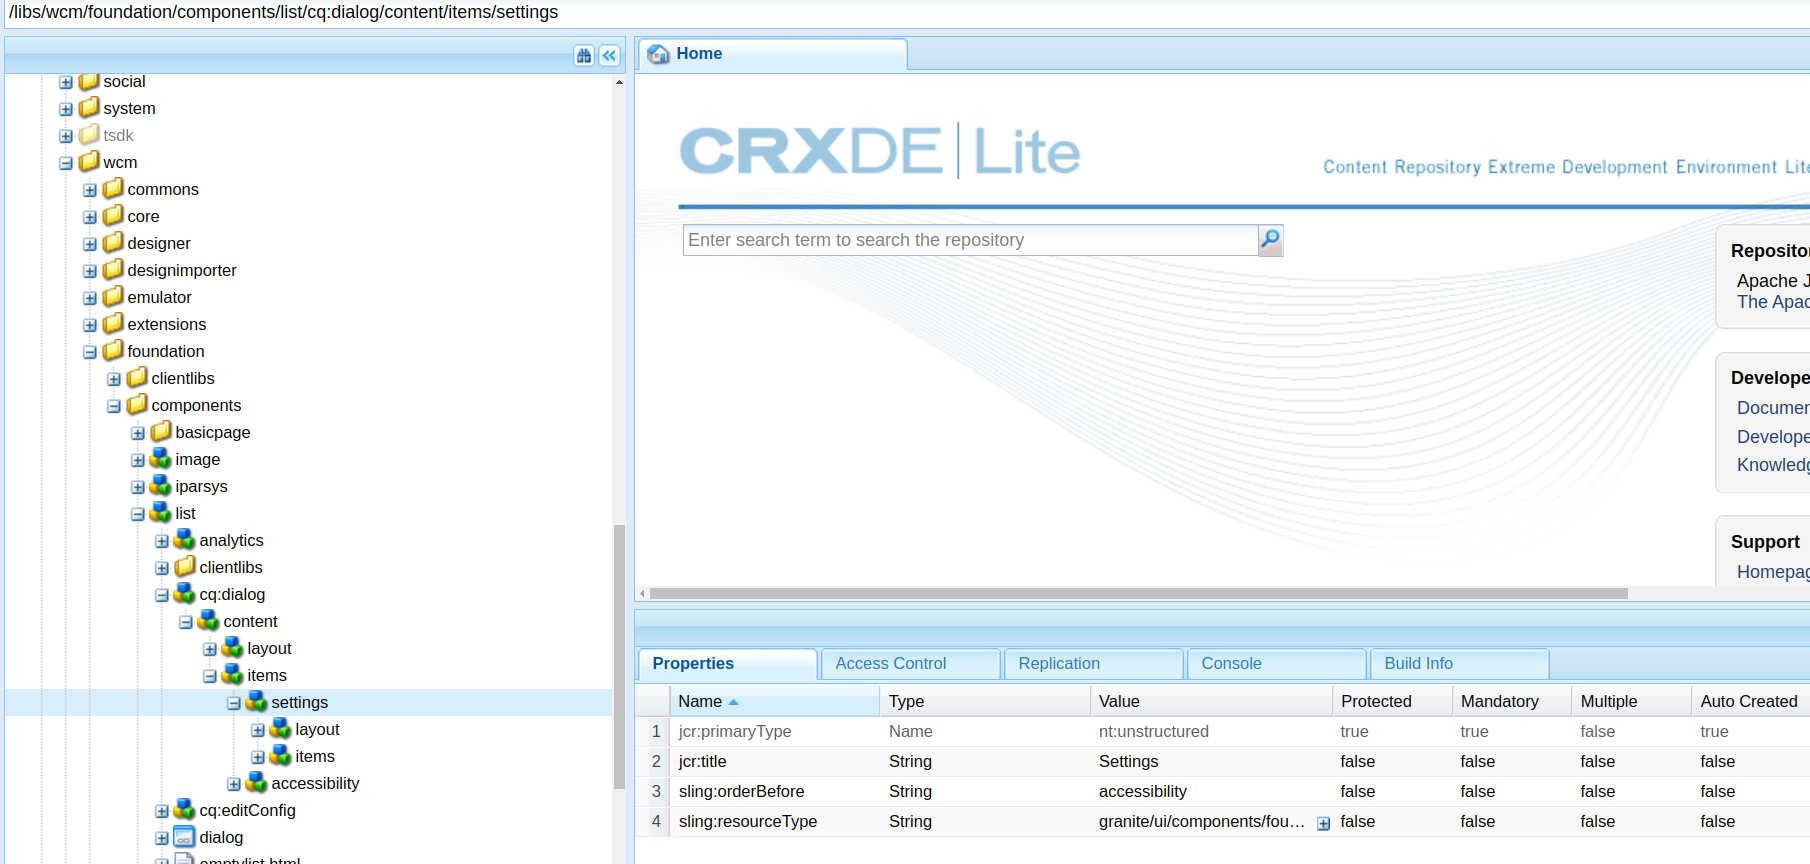 /libs/wcm/foundation/components/list/cq:dialog/content/items/settings
social
system
tsdk
wcm
commons
core
designer
designimporter
emulator
extensions
foundation
clientlibs
components
basicpage
image
iparsys
list
analytics
clientlibs
cq:dialog
content
layout
items
settings
layout
items
accessibility
cq:editConfig
dialog
emptylist.html
Home
CRXDE Lite
Content Repository Extreme Development Environment Lite
Enter search term to search the repository
Apache J
The Apac
Support
Properties Access Control Replication Console Build Info
Name Type Value Protected Mandatory Multiple Auto Created
1 jcr:primaryType Name nt:unstructured true true false true
2 jcr:title String Settings false false false false
3 sling:orderBefore String accessibility false false false false
4 sling:resourceType String granite/ui/components/fou... false false false false